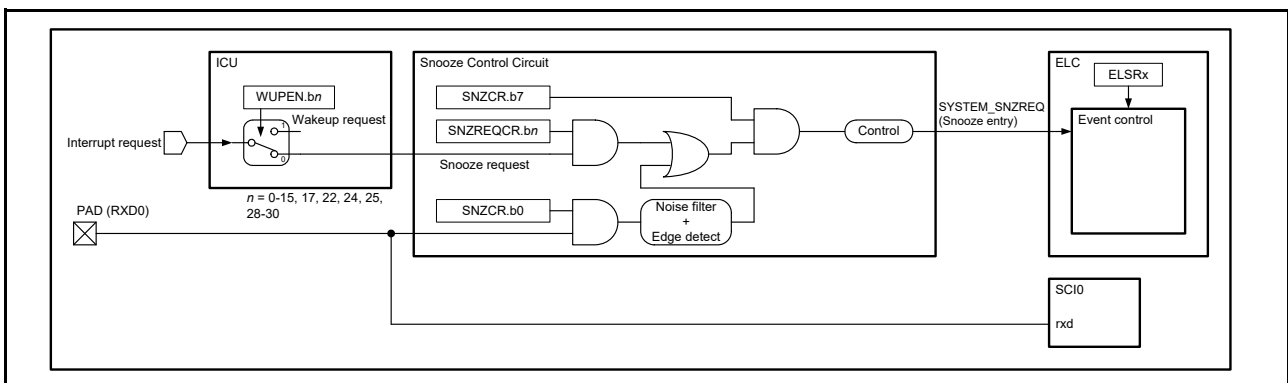 ICU
WUPEN.bn
1
Wakeup request
0
Interrupt request
n = 0-15, 17, 22, 24, 25,
28-30
PAD (RXD0)
Snooze Control Circuit
SNZCR.b7
SNZREQCR.bn
Snooze request
SNZCR.b0
Noise filter
+
Edge detect
Control
SYSTEM_SNZREQ
(Snooze entry)
ELC
ELSRx
Event control
SCI0
rxd